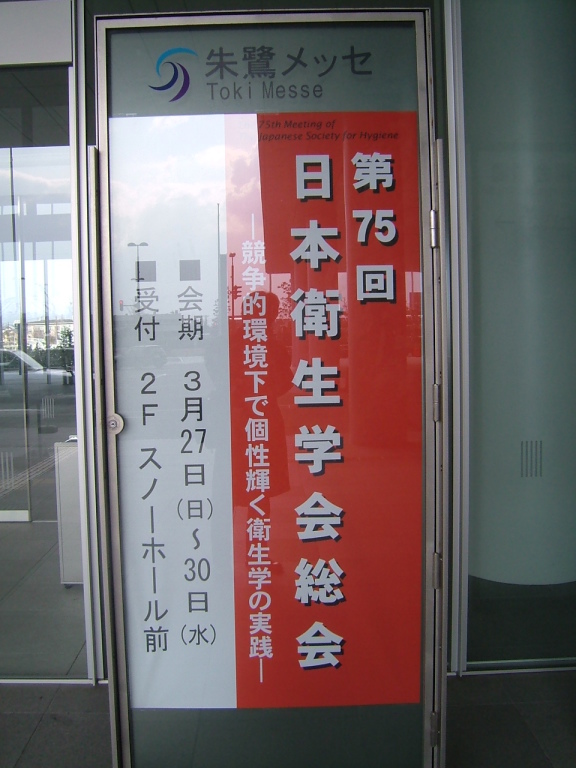 朱鷺メッセ
Toki Messe
75th Meeting of
Japanese Society for Hygiene
第75回
日本衛生学会総会
―競争的環境下で個性輝く衛生学の実践―
■会期 3月27日(日)～30日(水)
■受付 2F スノーホール前